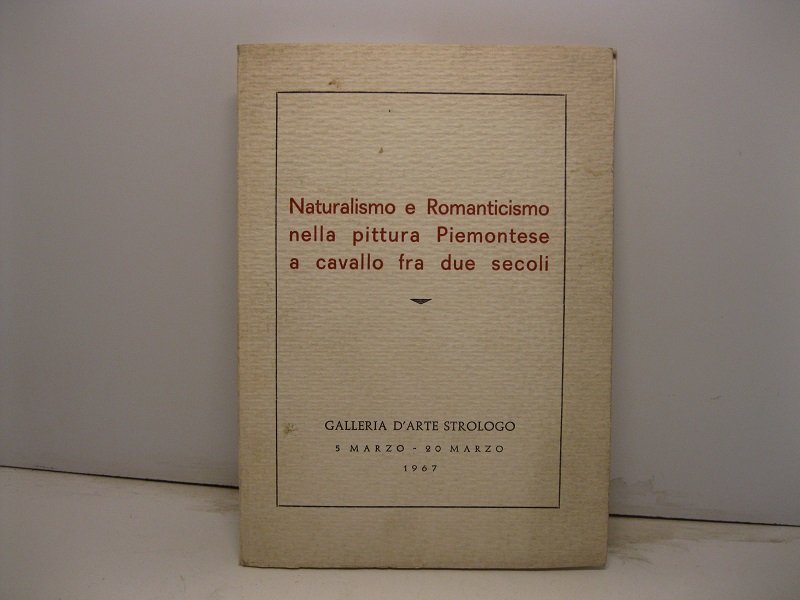 Naturalismo e Romanticismo
nella pittura Piemontese
a cavallo fra due secoli
GALLERIA D'ARTE STROLOGO
5 MARZO - 20 MARZO
1967